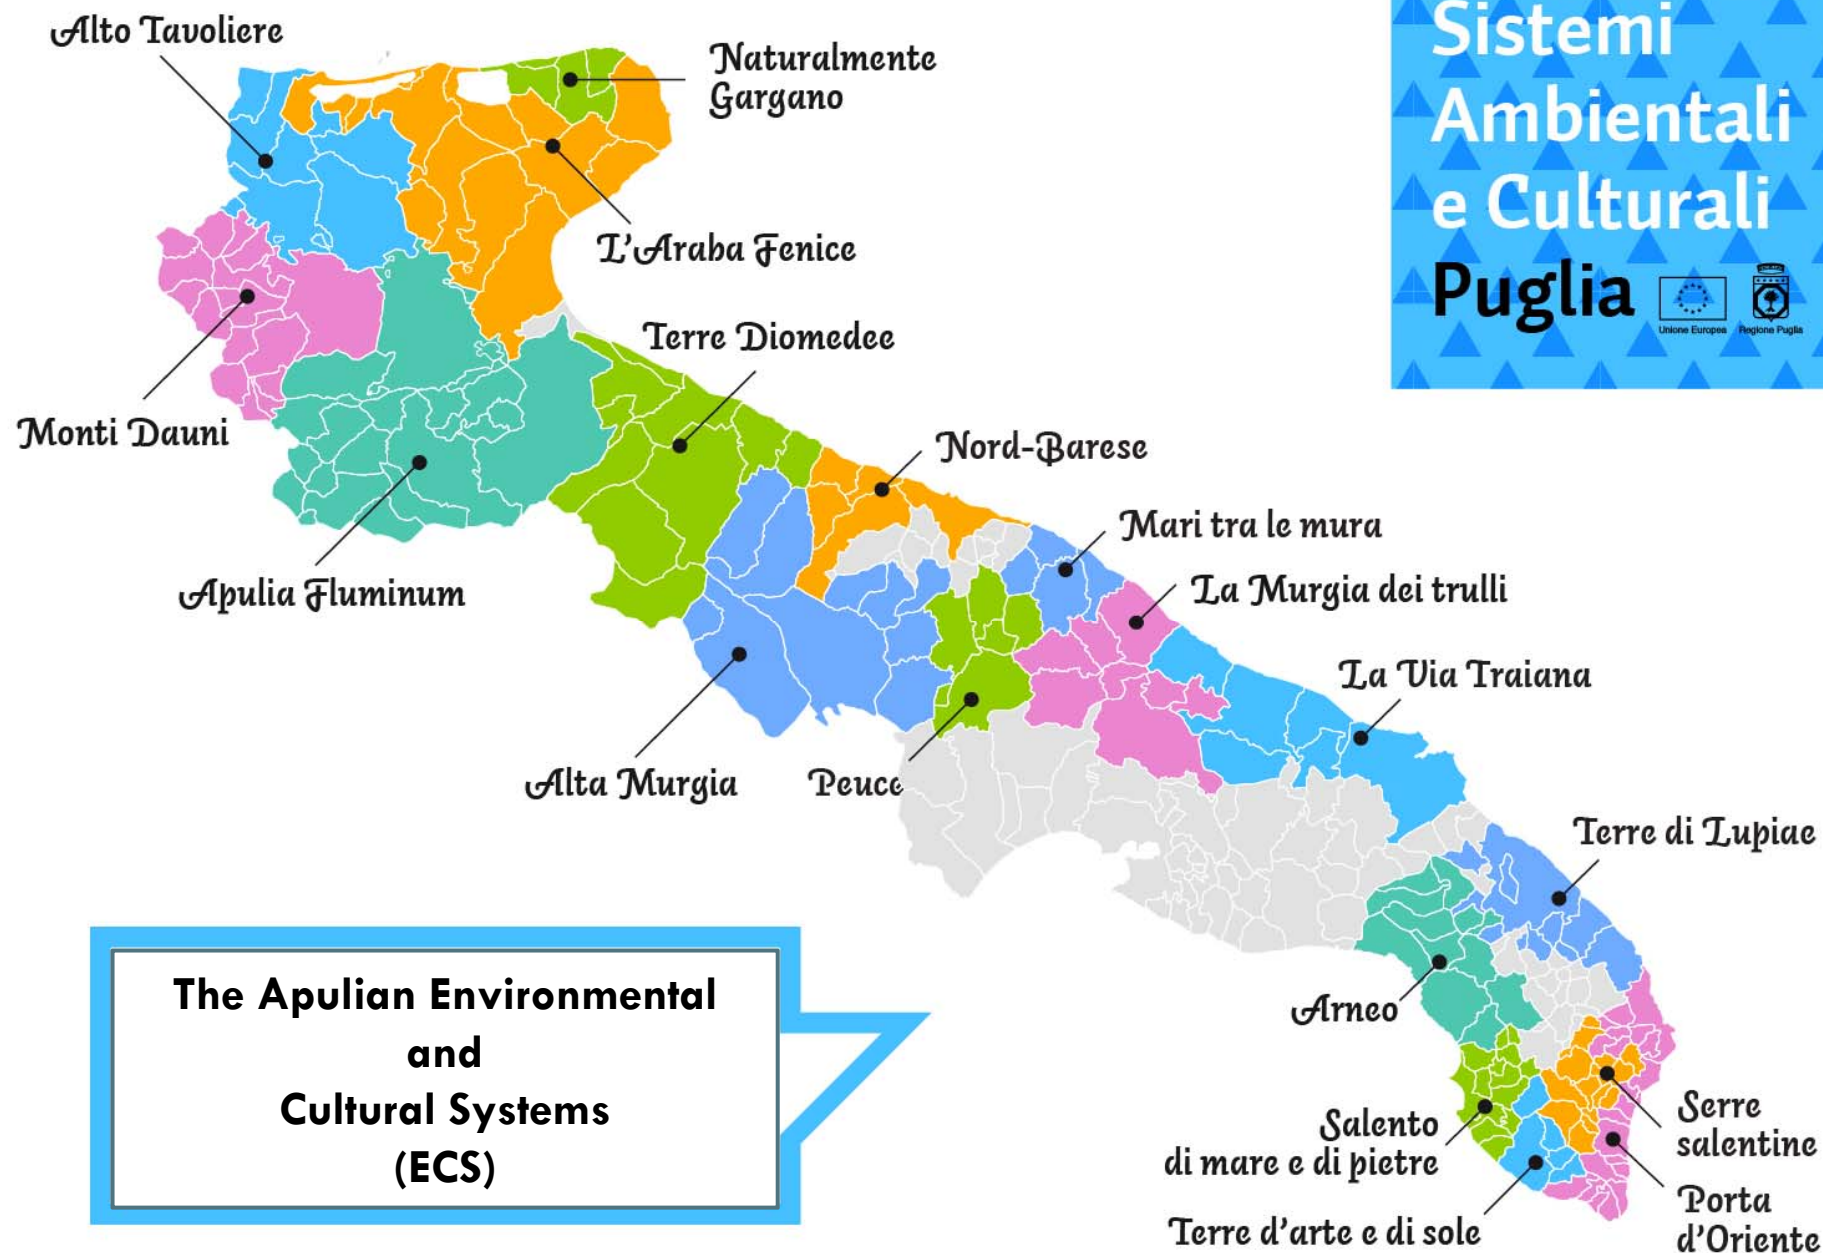 Alto Tavoliere
Naturalmente
Gargano
Sistemi
Ambientali
e Culturali
Puglia
Unione Europea
Regione Puglia
L'Araba Fenice
Terre Diomedee
Monti Dauni
Nord-Barese
Mari tra le mura
Apulia Fluminum
La Murgia dei trulli
La Via Traiana
Alta Murgia
Peuce
Terre di Lupiae
The Apulian Environmental
and
Cultural Systems
(ECS)
Arneo
Salento
di mare e di pietre
Serre
salentine
Terre d'arte e di sole
Porta
d'Oriente